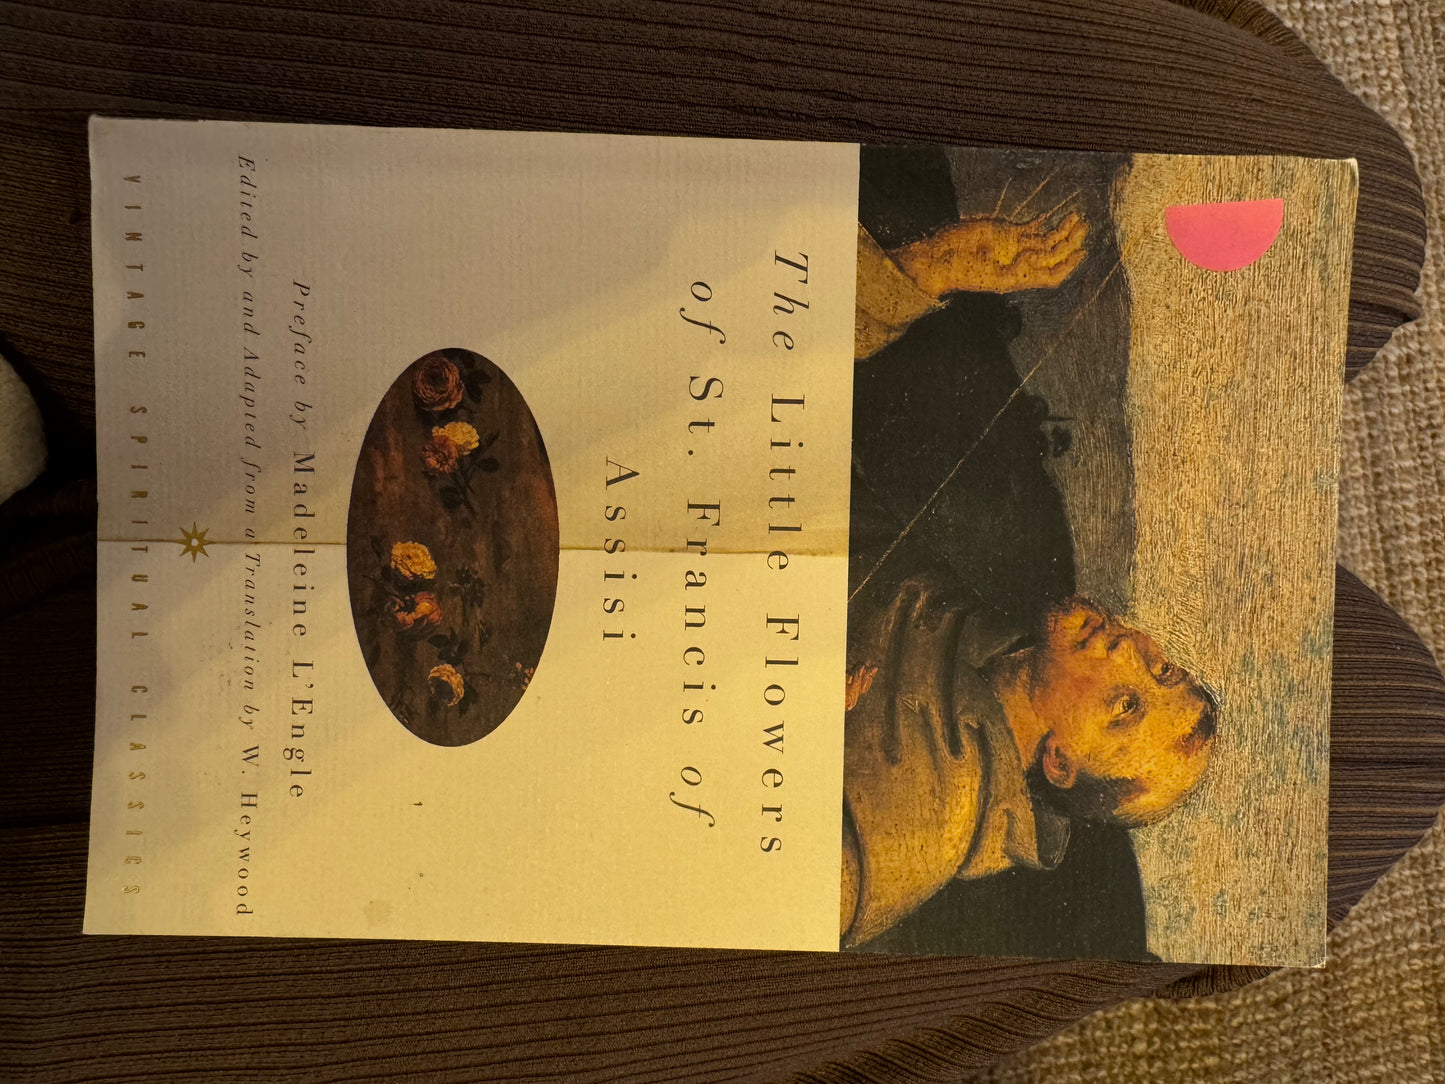 The Little Flowers
of St. Francis of
Assisi
Preface by Madeleine L'Engle
Edited by and Adapted from a Translation by W. Heywood
VINTAGE SPIRITUAL CLASSICS